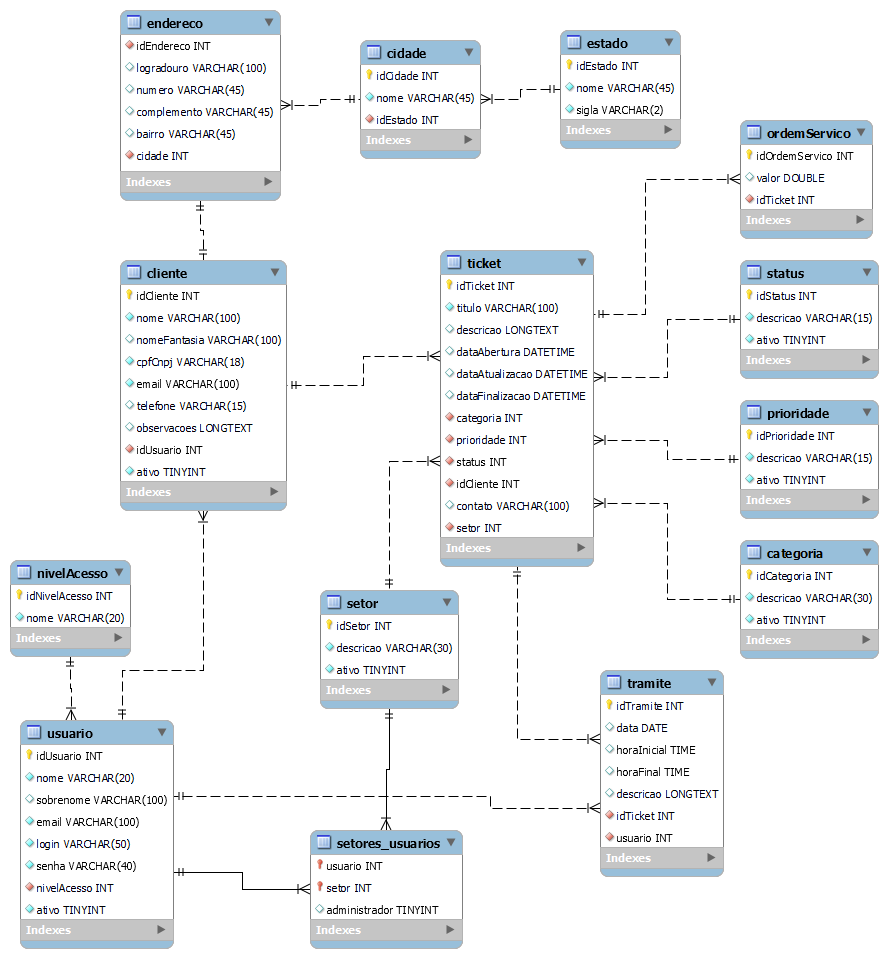 endereco
idEndereco INT
logradouro VARCHAR(100)
numero VARCHAR(45)
complemento VARCHAR(45)
bairro VARCHAR(45)
cidade INT
Indexes
cidade
idCidade INT
nome VARCHAR(45)
idEstado INT
Indexes
estado
idEstado INT
nome VARCHAR(45)
sigla VARCHAR(2)
Indexes
ordemServico
idOrdemServico INT
valor DOUBLE
idTicket INT
Indexes
cliente
idCliente INT
nome VARCHAR(100)
nomeFantasia VARCHAR(100)
cpfCnpj VARCHAR(18)
email VARCHAR(100)
telefone VARCHAR(15)
observacoes LONGTEXT
idUsuario INT
ativo TINYINT
Indexes
ticket
idTicket INT
titulo VARCHAR(100)
descricao LONGTEXT
dataAbertura DATETIME
dataAtualizacao DATETIME
dataFinalizacao DATETIME
categoria INT
prioridade INT
status INT
idCliente INT
contato VARCHAR(100)
setor INT
Indexes
status
idStatus INT
descricao VARCHAR(15)
ativo TINYINT
Indexes
prioridade
idPrioridade INT
descricao VARCHAR(15)
ativo TINYINT
Indexes
categoria
idCategoria INT
descricao VARCHAR(30)
ativo TINYINT
Indexes
nivelAcesso
idNivelAcesso INT
nome VARCHAR(20)
Indexes
setor
idSetor INT
descricao VARCHAR(30)
ativo TINYINT
Indexes
tramite
idTramite INT
data DATE
horaInicial TIME
horaFinal TIME
descricao LONGTEXT
idTicket INT
usuario INT
Indexes
usuario
idUsuario INT
nome VARCHAR(20)
sobrenome VARCHAR(100)
email VARCHAR(100)
login VARCHAR(50)
senha VARCHAR(40)
nivelAcesso INT
ativo TINYINT
Indexes
setores_usuarios
usuario INT
setor INT
administrador TINYINT
Indexes